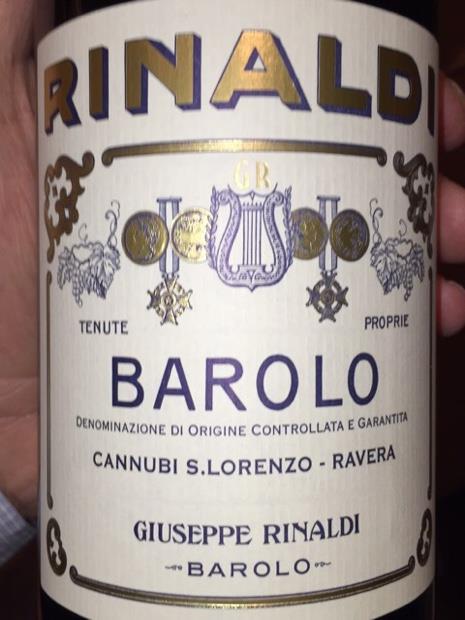 RINALDI
GR
TENUTE PROPRIE
BAROLO
DENOMINAZIONE DI ORIGINE CONTROLLATA E GARANTITA
CANNUBI S.LORENZO - RAVERA
GIUSEPPE RINALDI
BAROLO